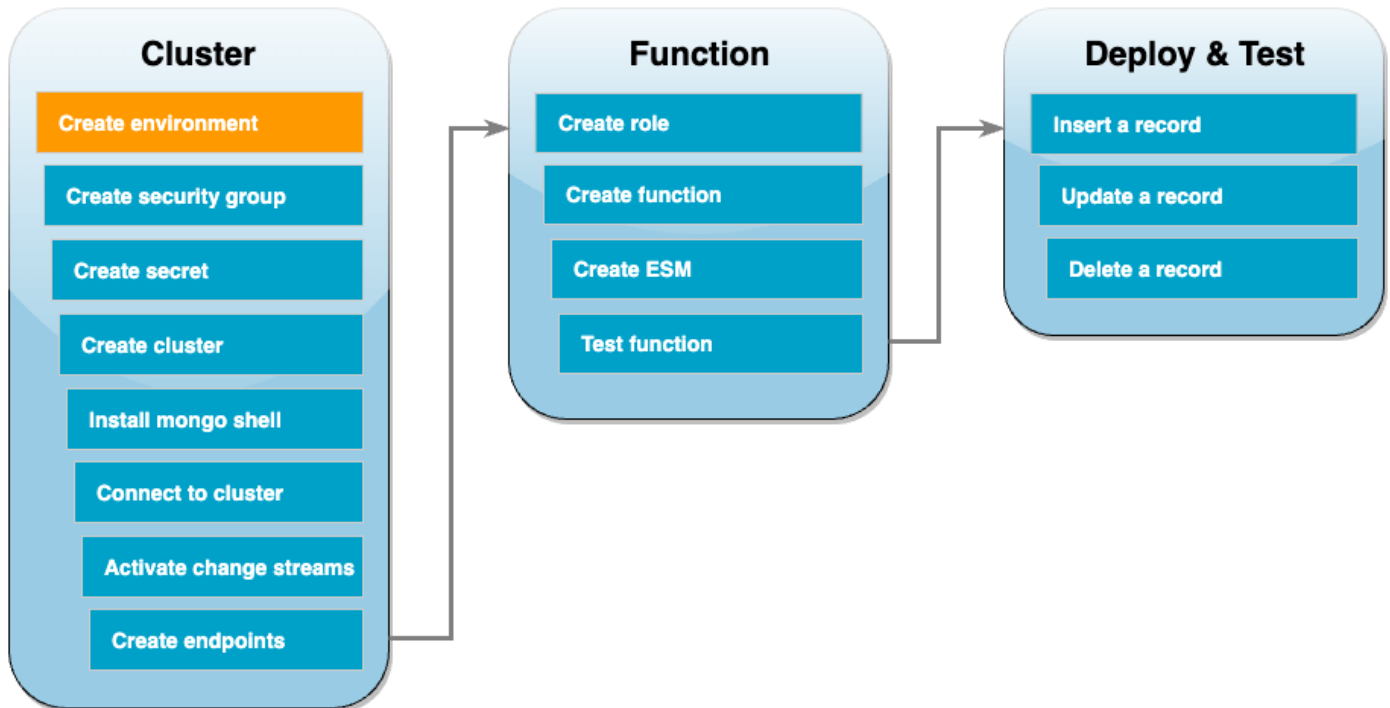 Cluster
Create environment
Create security group
Create secret
Create cluster
Install mongo shell
Connect to cluster
Activate change streams
Create endpoints
Function
Create role
Create function
Create ESM
Test function
Deploy & Test
Insert a record
Update a record
Delete a record